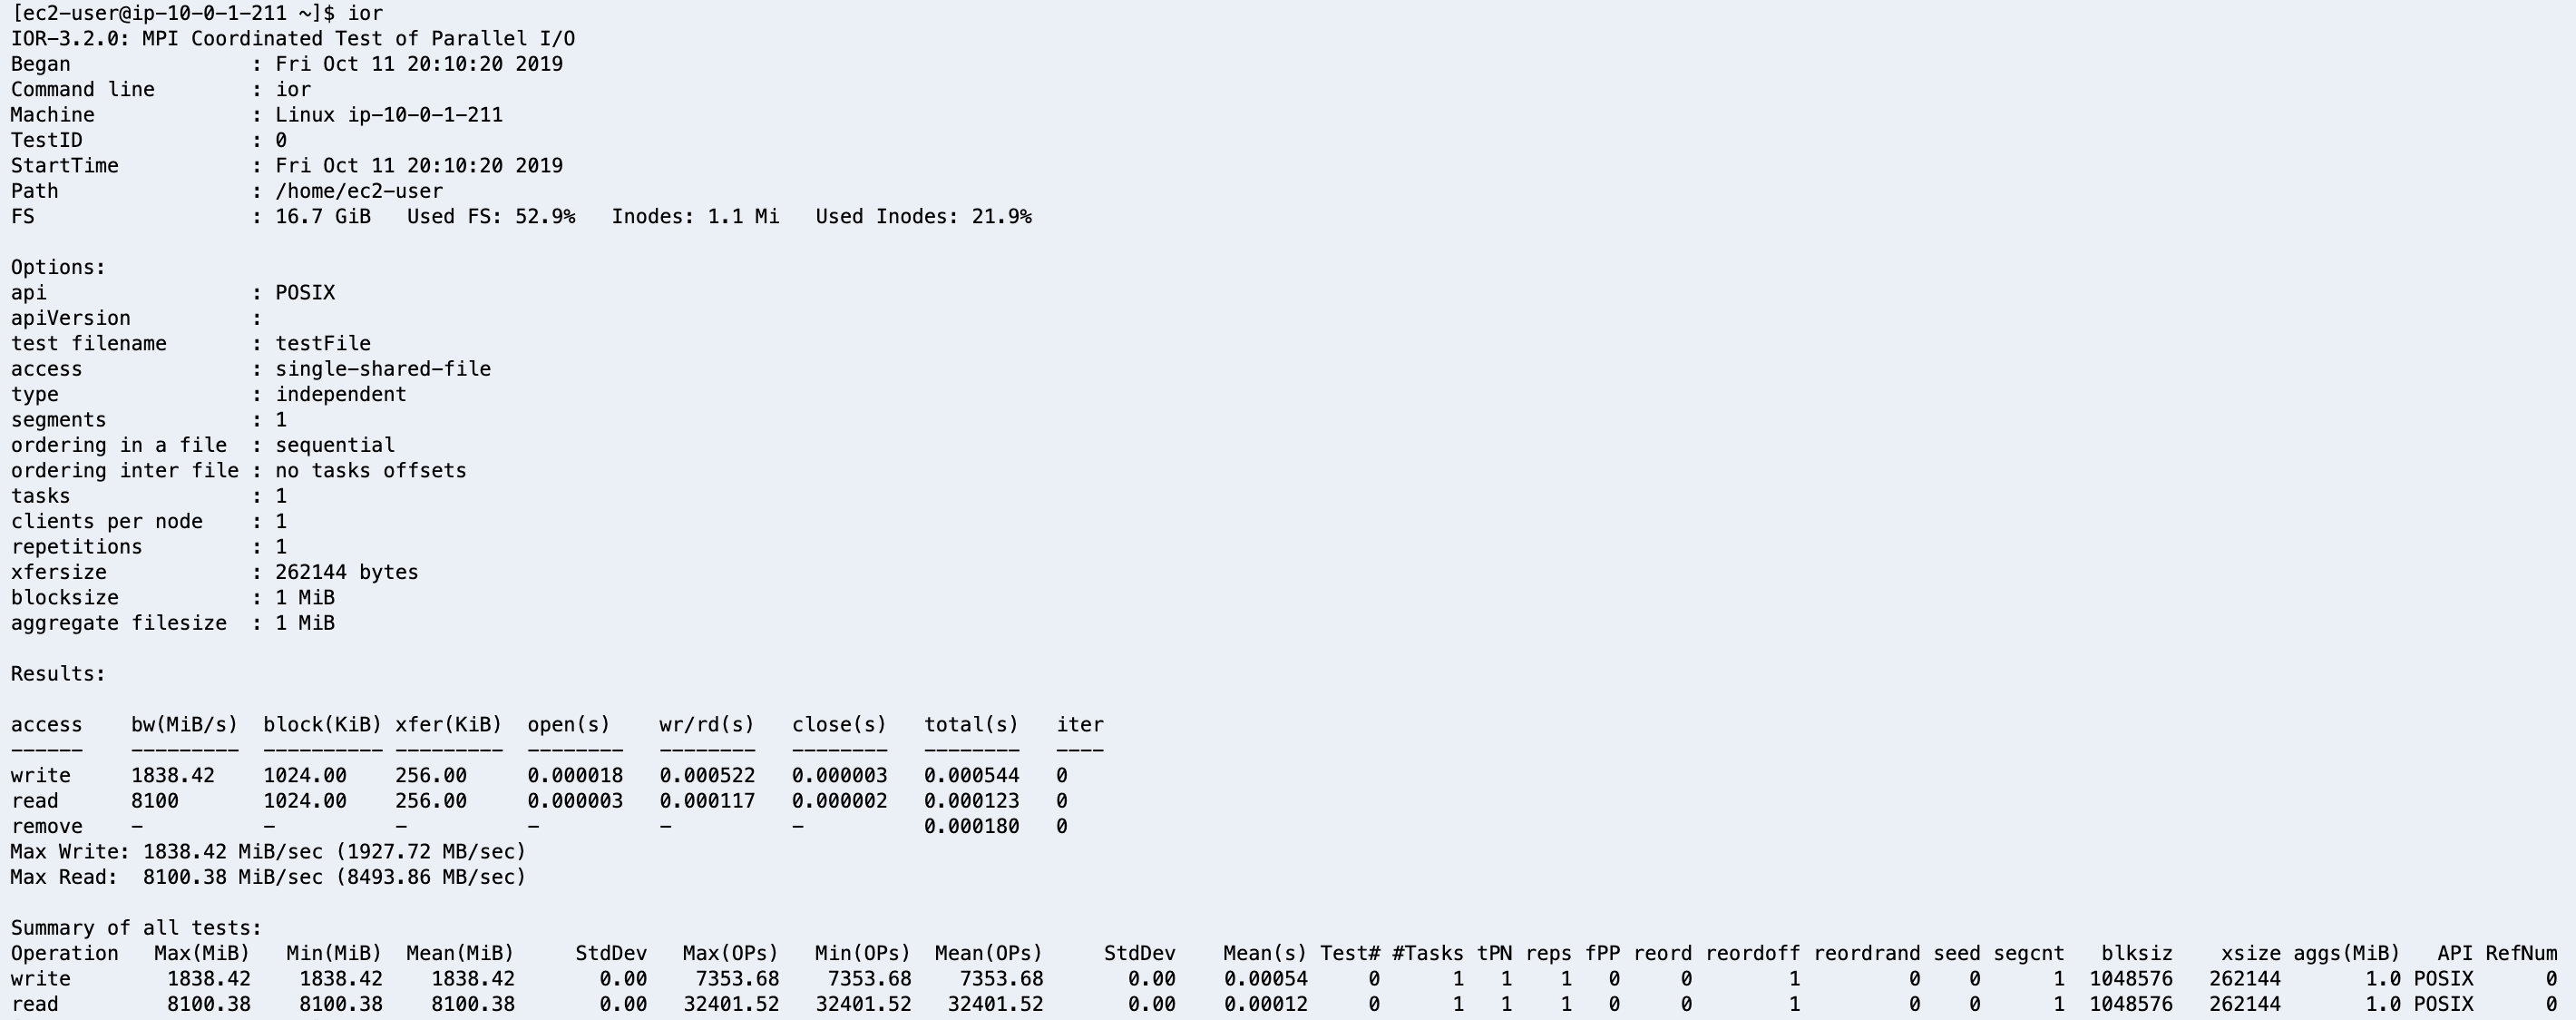 [ec2-user@ip-10-0-1-211 ~]$ ior
IOR-3.2.0: MPI Coordinated Test of Parallel I/O
Began               : Fri Oct 11 20:10:20 2019
Command line        : ior
Machine             : Linux ip-10-0-1-211
TestID              : 0
StartTime           : Fri Oct 11 20:10:20 2019
Path                : /home/ec2-user
FS                  : 16.7 GiB   Used FS: 52.9%   Inodes: 1.1 Mi   Used Inodes: 21.9%

Options:
api                 : POSIX
apiVersion          :
test filename       : testFile
access              : single-shared-file
type                : independent
segments            : 1
ordering in a file  : sequential
ordering inter file : no tasks offsets
tasks               : 1
clients per node    : 1
repetitions         : 1
xfersize            : 262144 bytes
blocksize           : 1 MiB
aggregate filesize  : 1 MiB

Results:

access    bw(MiB/s)  block(KiB) xfer(KiB)  open(s)    wr/rd(s)   close(s)   total(s)   iter
------    ---------  ---------- ---------  --------   --------   --------   --------   ----
write     1838.42    1024.00    256.00     0.000018   0.000522   0.000003   0.000544   0
read      8100       1024.00    256.00     0.000003   0.000117   0.000002   0.000123   0
remove    -          -          -          -          -          -          0.000180   0
Max Write: 1838.42 MiB/sec (1927.72 MB/sec)
Max Read:  8100.38 MiB/sec (8493.86 MB/sec)

Summary of all tests:
Operation   Max(MiB)   Min(MiB)  Mean(MiB)     StdDev   Max(OPs)   Min(OPs)  Mean(OPs)     StdDev    Mean(s) Test# #Tasks tPN reps fPP reord reordoff reordrand seed segcnt   blksiz    xsize aggs(MiB)   API RefNum
write        1838.42    1838.42    1838.42       0.00    7353.68    7353.68    7353.68       0.00    0.00054     0      1   1    1   0     0        1         0    0      1  1048576   262144       1.0 POSIX      0
read         8100.38    8100.38    8100.38       0.00   32401.52   32401.52   32401.52       0.00    0.00012     0      1   1    1   0     0        1         0    0      1  1048576   262144       1.0 POSIX      0